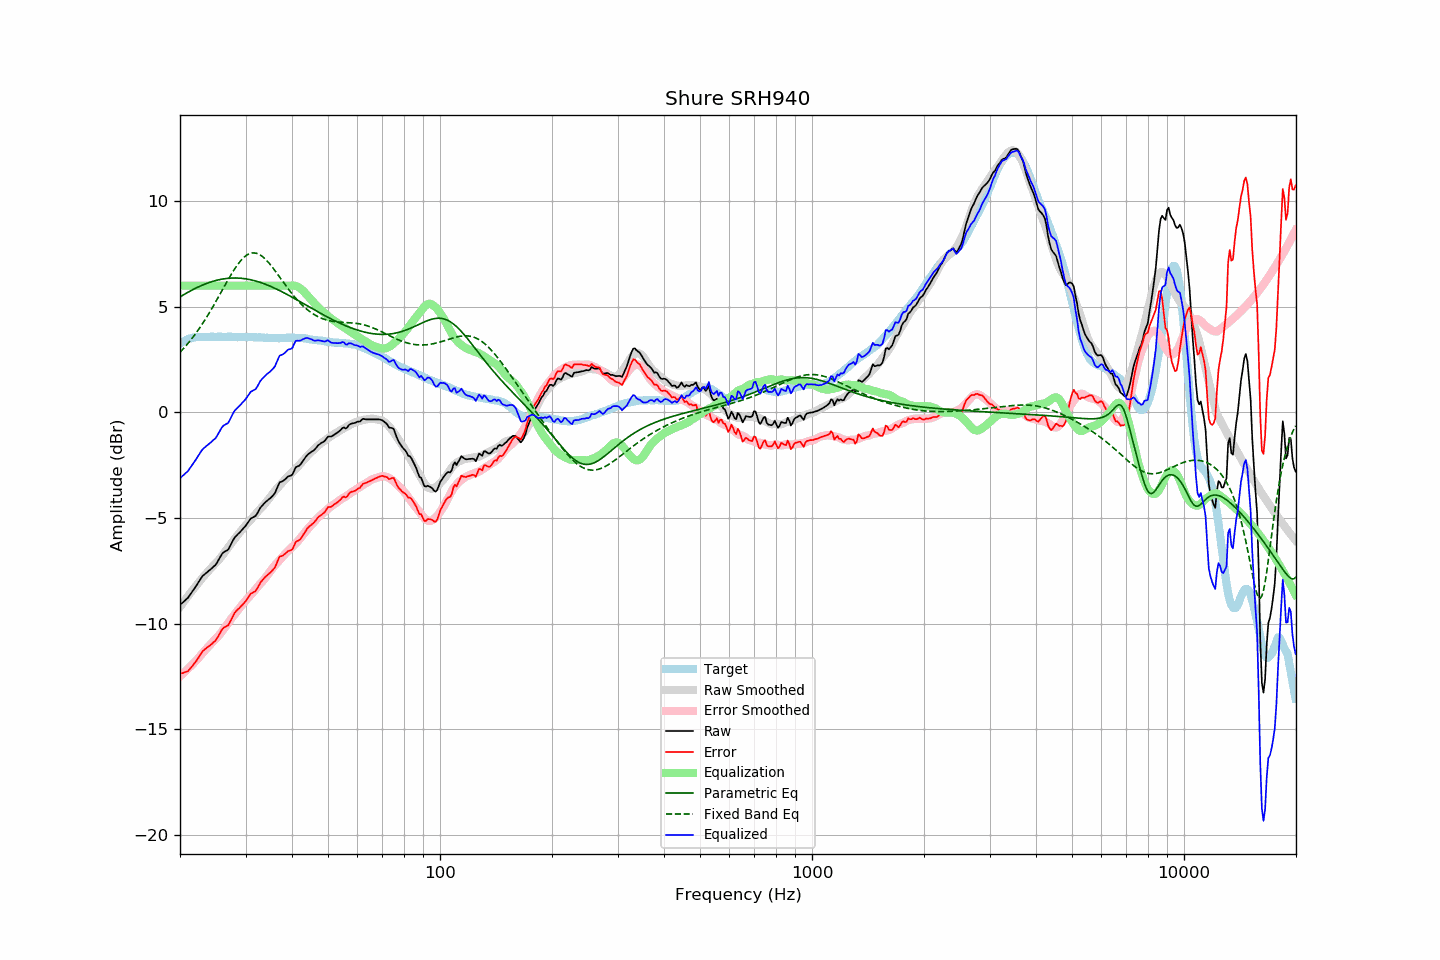 Shure SRH940
10
5
0
−5
−10
−15
−20
Amplitude (dBr)
Target
Raw Smoothed
Error Smoothed
Raw
Error
Equalization
Parametric Eq
Fixed Band Eq
Equalized
100
1000
10000
Frequency (Hz)